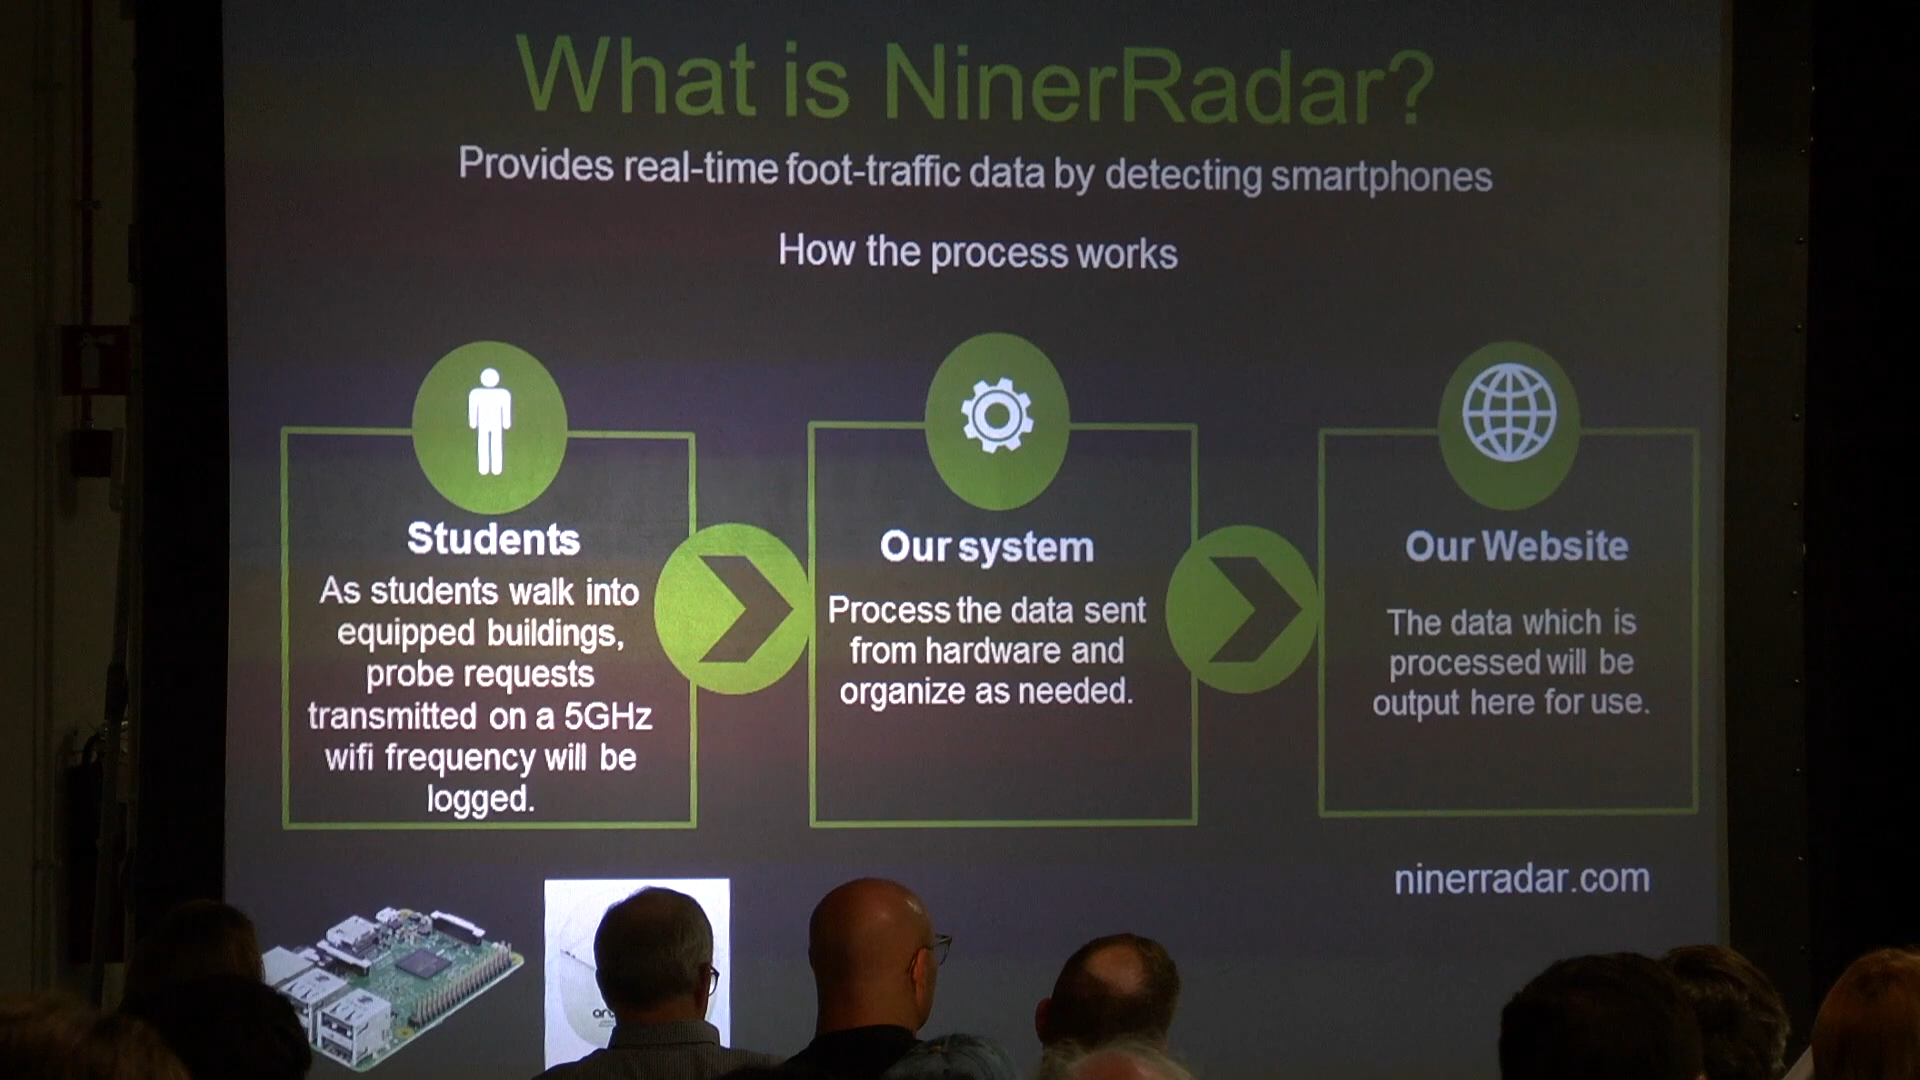 What is NinerRadar?
Provides real-time foot-traffic data by detecting smartphones
How the process works
Students
As students walk into
equipped buildings,
probe requests
transmitted on a 5GHz
wifi frequency will be
logged.
Our system
Process the data sent
from hardware and
organize as needed.
Our Website
The data which is
processed will be
output here for use.
ninerradar.com